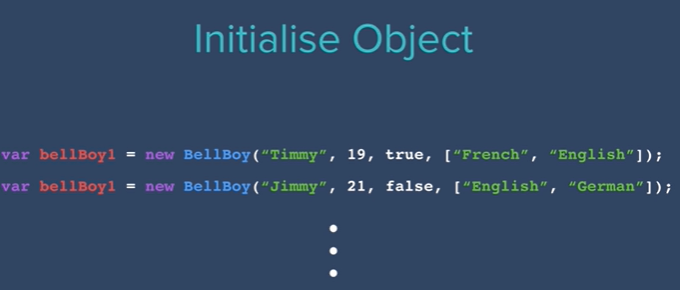 Initialise Object
var bellBoy1 = new BellBoy(“Timmy”, 19, true, [“French”, “English”]);
var bellBoy1 = new BellBoy(“Jimmy”, 21, false, [“English”, “German”]);